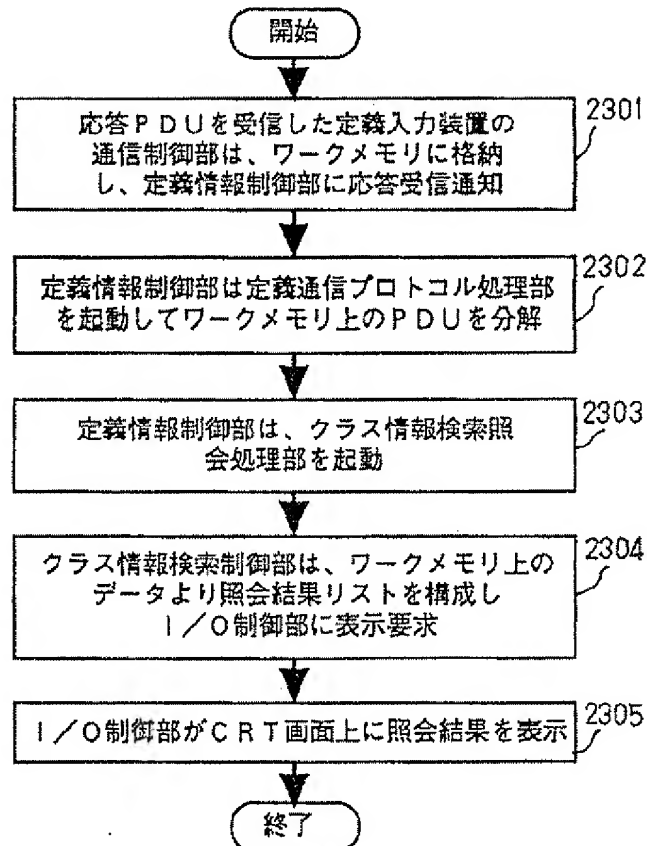 開始
2301
応答PDUを受信した定義入力装置の
通信制御部は、ワークメモリに格納
し、定義情報制御部に応答受信通知
2302
定義情報制御部は定義通信プロトコル処理部
を起動してワークメモリ上のPDUを分解
2303
定義情報制御部は、クラス情報検索照
会処理部を起動
2304
クラス情報検索制御部は、ワークメモリ上の
データより照会結果リストを構成し
I/O制御部に表示要求
2305
I/O制御部がCRT画面上に照会結果を表示
終了